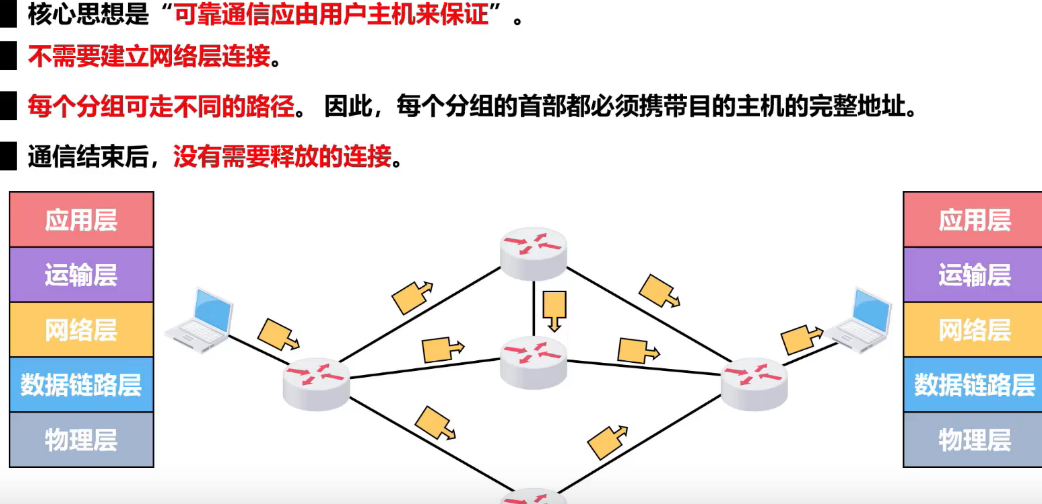 核心思想是“可靠通信应由用户主机来保证”。
不需要建立网络层连接。
每个分组可走不同的路径。 因此，每个分组的首部都必须携带目的主机的完整地址。
通信结束后，没有需要释放的连接。
应用层
运输层
网络层
数据链路层
物理层
应用层
运输层
网络层
数据链路层
物理层